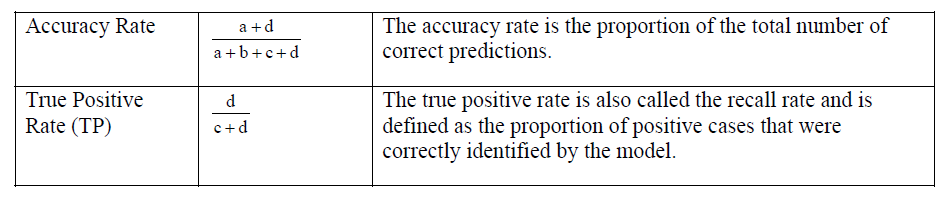 Accuracy Rate
a+d
a+b+c+d
The accuracy rate is the proportion of the total number of
correct predictions.
True Positive
Rate (TP)
d
c+d
The true positive rate is also called the recall rate and is
defined as the proportion of positive cases that were
correctly identified by the model.